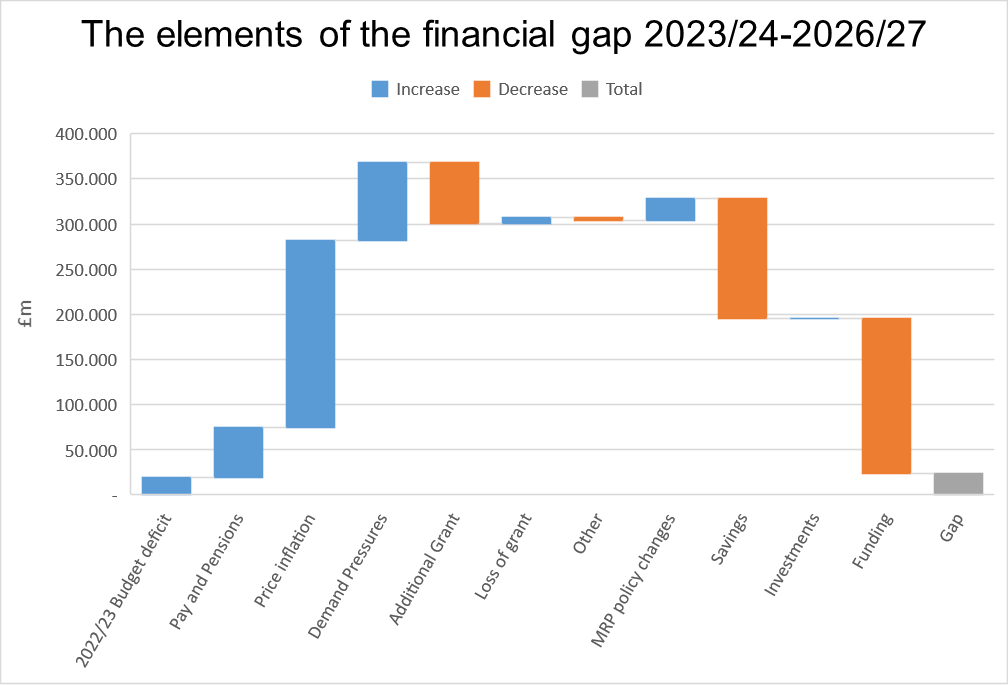 The elements of the financial gap 2023/24-2026/27
Increase Decrease Total
400.000
350.000
300.000
250.000
200.000
150.000
100.000
50.000
-
£m
2022/23 Budget deficit
Pay and Pensions
Price inflation
Demand Pressures
Additional Grant
Loss of grant
Other
MRP policy changes
Savings
Investments
Funding
Gap